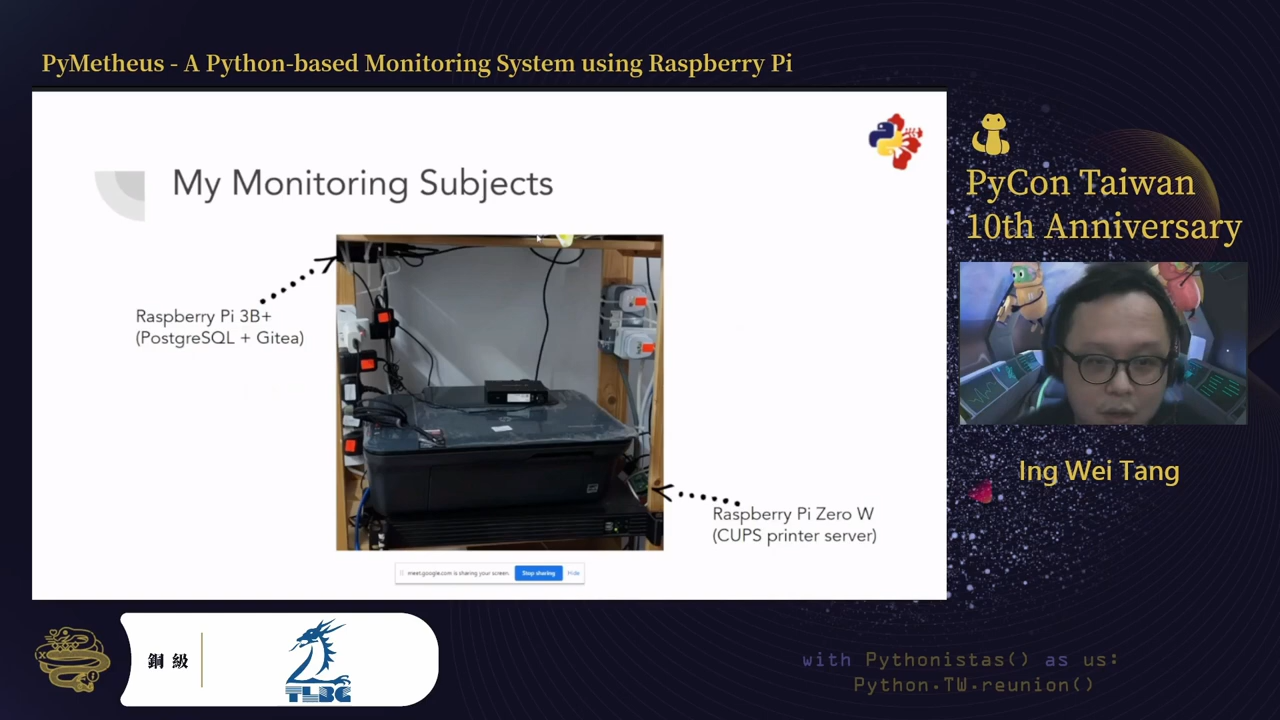 PyMetheus - A Python-based Monitoring System using Raspberry Pi
My Monitoring Subjects
Raspberry Pi 3B+
(PostgreSQL + Gitea)
Raspberry Pi Zero W
(CUPS printer server)
meet.google.com is sharing your screen.
Stop sharing
Hide
PyCon Taiwan
10th Anniversary
Ing Wei Tang
銅級
TLBC
with Pythonistas() as us:
Python.TW.reunion()